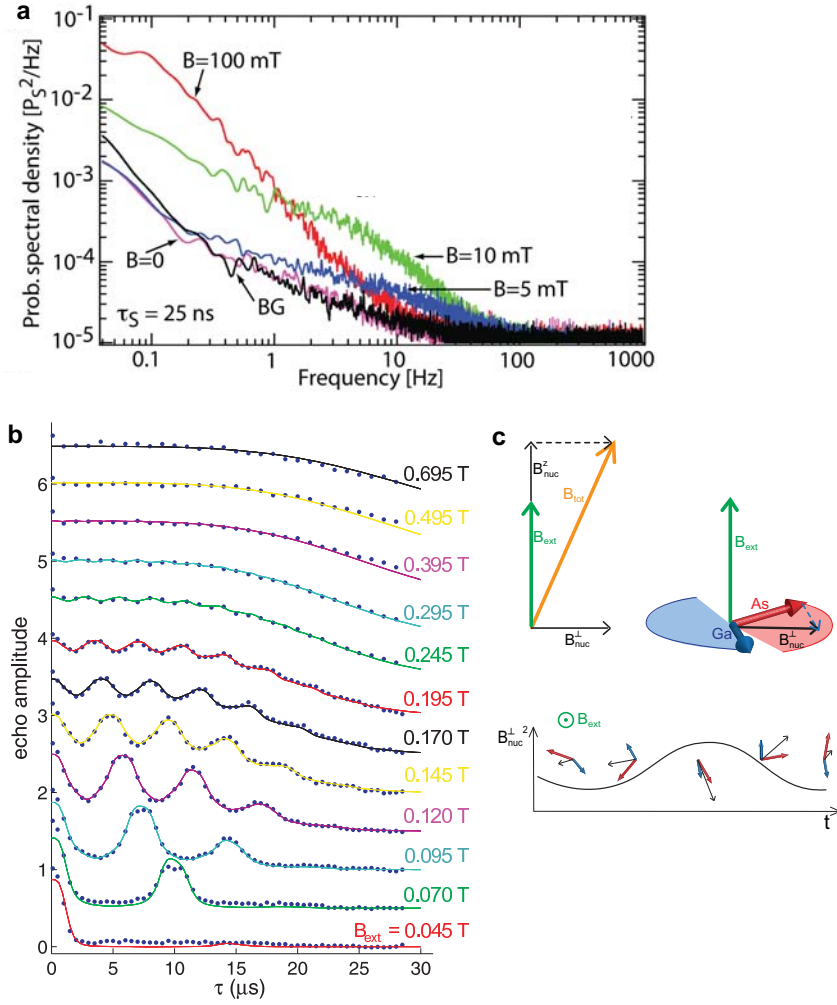 a
Prob. spectral density [P_S^2/Hz]
10^-1
10^-2
10^-3
10^-4
10^-5
B=100 mT
B=10 mT
B=5 mT
B=0
BG
τ_S = 25 ns
0.1
1
10
100
1000
Frequency [Hz]
b
echo amplitude
6
5
4
3
2
1
0
0.695 T
0.495 T
0.395 T
0.295 T
0.245 T
0.195 T
0.170 T
0.145 T
0.120 T
0.095 T
0.070 T
B_ext = 0.045 T
0
5
10
15
20
25
30
τ (μs)
c
B^z_nuc
B_tot
B_ext
B^⊥_nuc
B_ext
As
Ga
B^⊥_nuc
B_ext
B^⊥_nuc ^2
t